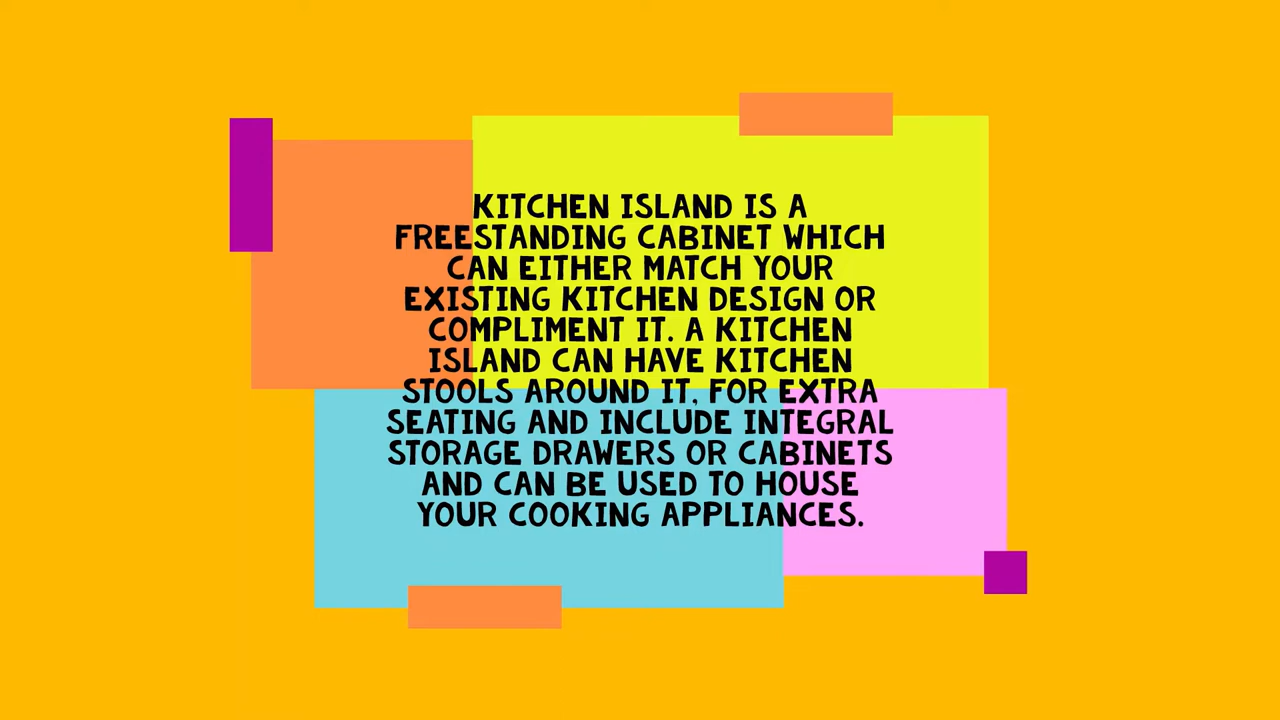 KITCHEN ISLAND IS A
FREESTANDING CABINET WHICH
CAN EITHER MATCH YOUR
EXISTING KITCHEN DESIGN OR
COMPLIMENT IT. A KITCHEN
ISLAND CAN HAVE KITCHEN
STOOLS AROUND IT, FOR EXTRA
SEATING AND INCLUDE INTEGRAL
STORAGE DRAWERS OR CABINETS
AND CAN BE USED TO HOUSE
YOUR COOKING APPLIANCES.